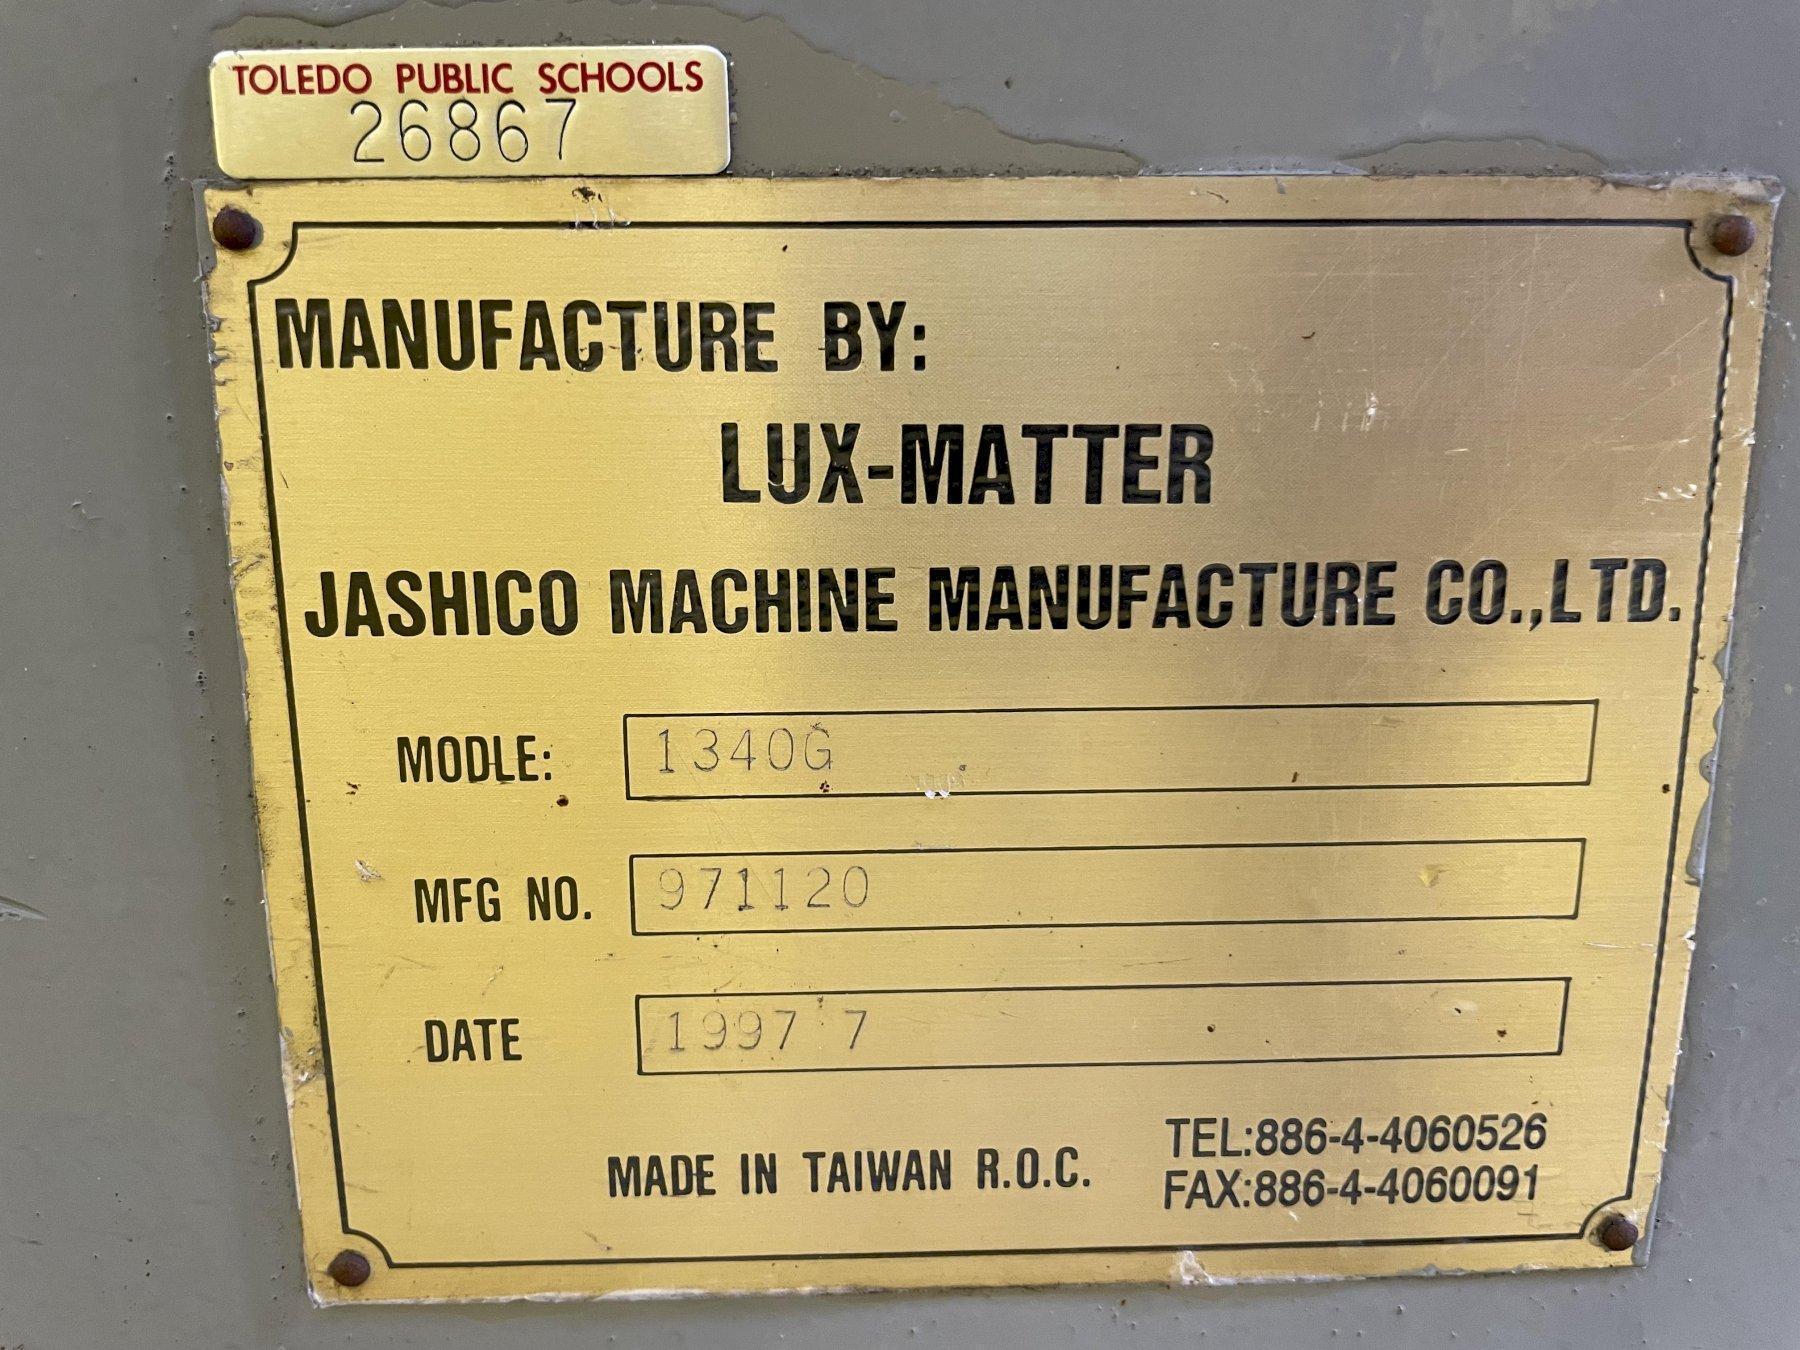 TOLEDO PUBLIC SCHOOLS
26867
MANUFACTURE BY:
LUX-MATTER
JASHICO MACHINE MANUFACTURE CO.,LTD.
MODLE: 1340G
MFG NO. 971120
DATE 1997 7
MADE IN TAIWAN R.O.C.
TEL:886-4-4060526
FAX:886-4-4060091